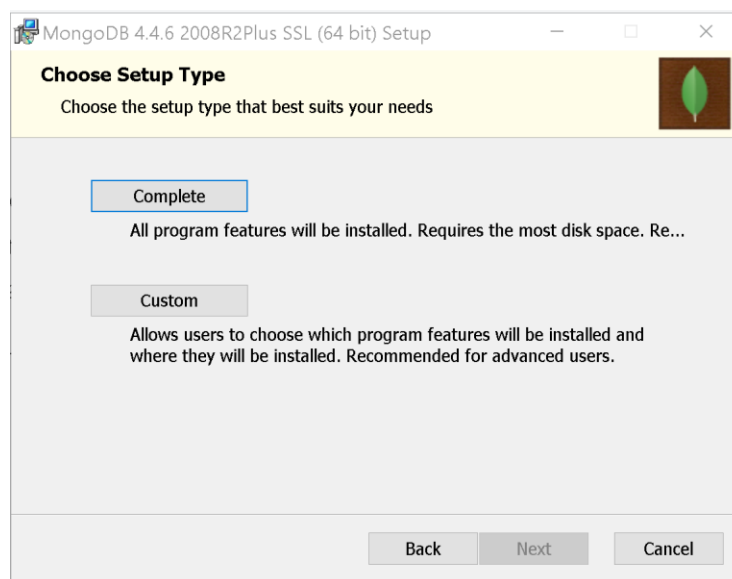 MongoDB 4.4.6 2008R2Plus SSL (64 bit) Setup
Choose Setup Type
Choose the setup type that best suits your needs
Complete
All program features will be installed. Requires the most disk space. Re...
Custom
Allows users to choose which program features will be installed and
where they will be installed. Recommended for advanced users.
Back Next Cancel